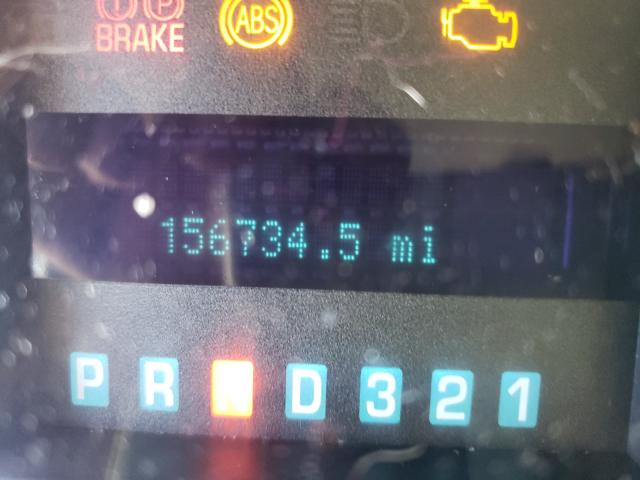 (!) (P)
BRAKE ABS
156734.5 mi
P R N D 3 2 1